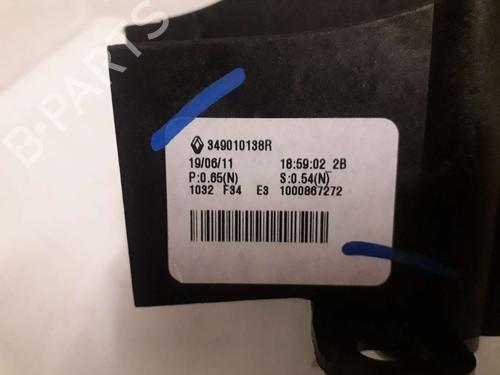 B-PARTS
349010138R
19/06/11 18:59:02 2B
P:0.65(N) S:0.54(N)
1032 F34 E3 1000867272